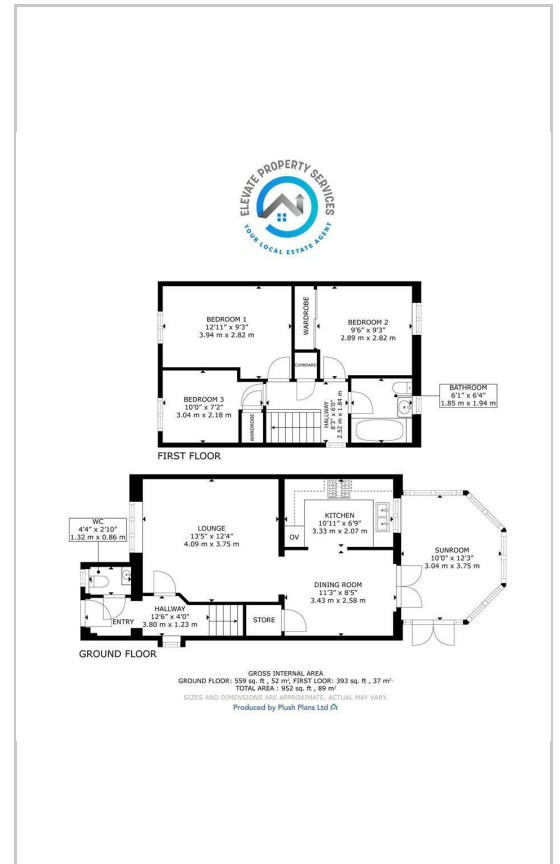 ELEVATE PROPERTY SERVICES
YOUR LOCAL ESTATE AGENT
BEDROOM 1
12'11" x 9'3"
3.94 m x 2.82 m
WARDROBE
BEDROOM 2
9'6" x 9'3"
2.89 m x 2.82 m
CUPBOARD
BEDROOM 3
10'0" x 7'2"
3.04 m x 2.18 m
WARDROBE
HALLWAY
8'3" x 6'0"
2.52 m x 1.84 m
BATHROOM
6'1" x 6'4"
1.85 m x 1.94 m
FIRST FLOOR
WC
4'4" x 2'10"
1.32 m x 0.86 m
LOUNGE
13'5" x 12'4"
4.09 m x 3.75 m
KITCHEN
10'11" x 6'9"
3.33 m x 2.07 m
OV
SUNROOM
10'0" x 12'3"
3.04 m x 3.75 m
DINING ROOM
11'3" x 8'5"
3.43 m x 2.58 m
HALLWAY
12'6" x 4'0"
3.80 m x 1.23 m
ENTRY
STORE
GROUND FLOOR
GROSS INTERNAL AREA
GROUND FLOOR: 559 sq. ft , 52 m², FIRST LOOR: 393 sq. ft , 37 m²
TOTAL AREA : 952 sq. ft , 89 m²
SIZES AND DIMENSIONS ARE APPROXIMATE, ACTUAL MAY VARY.
Produced by Plush Plans Ltd